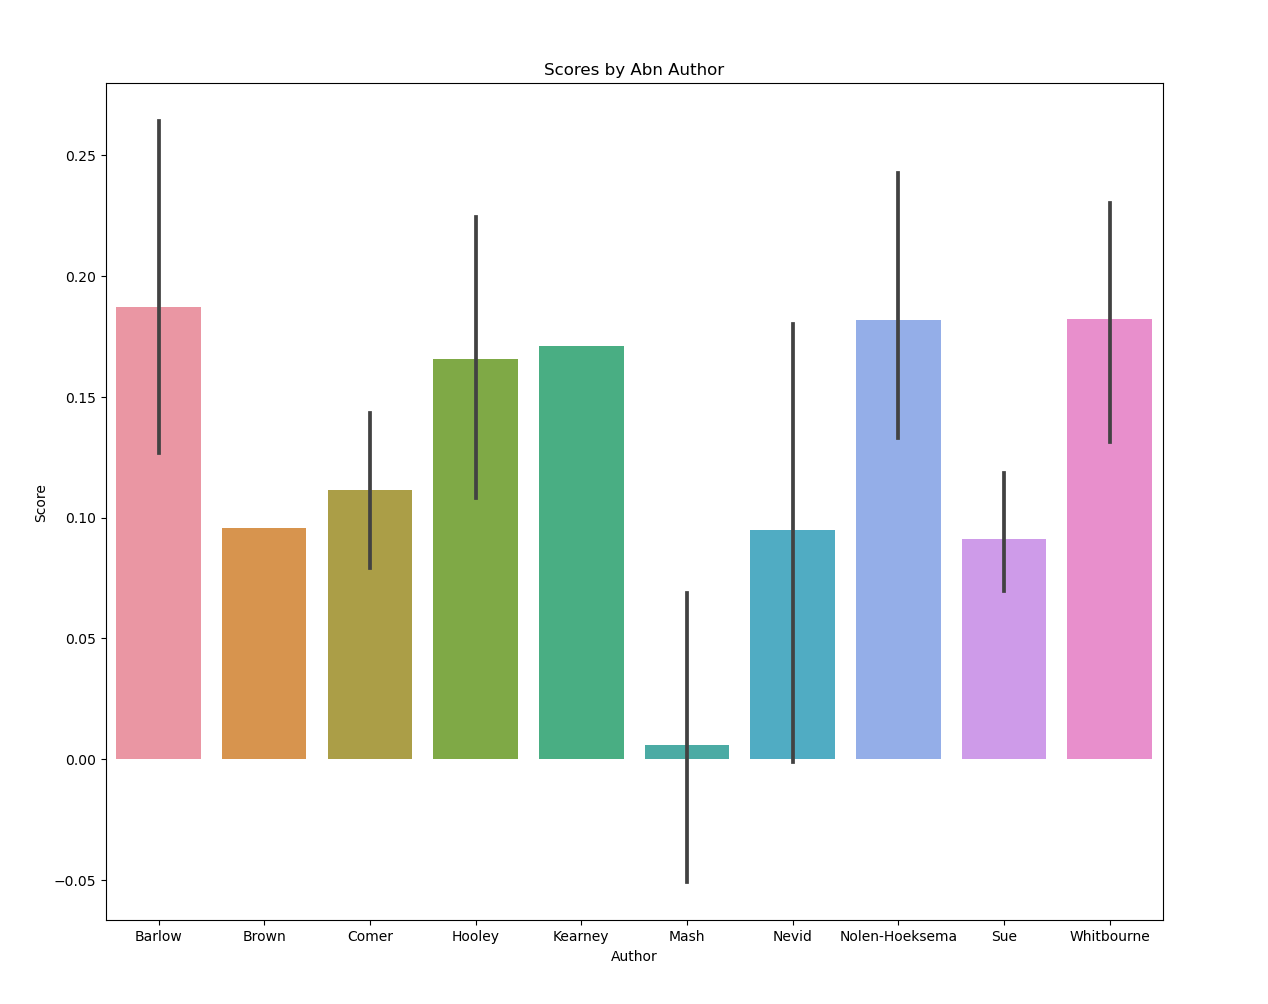 Scores by Abn Author
0.25
0.20
0.15
0.10
0.05
0.00
−0.05
Score
Barlow
Brown
Comer
Hooley
Kearney
Mash
Nevid
Nolen-Hoeksema
Sue
Whitbourne
Author